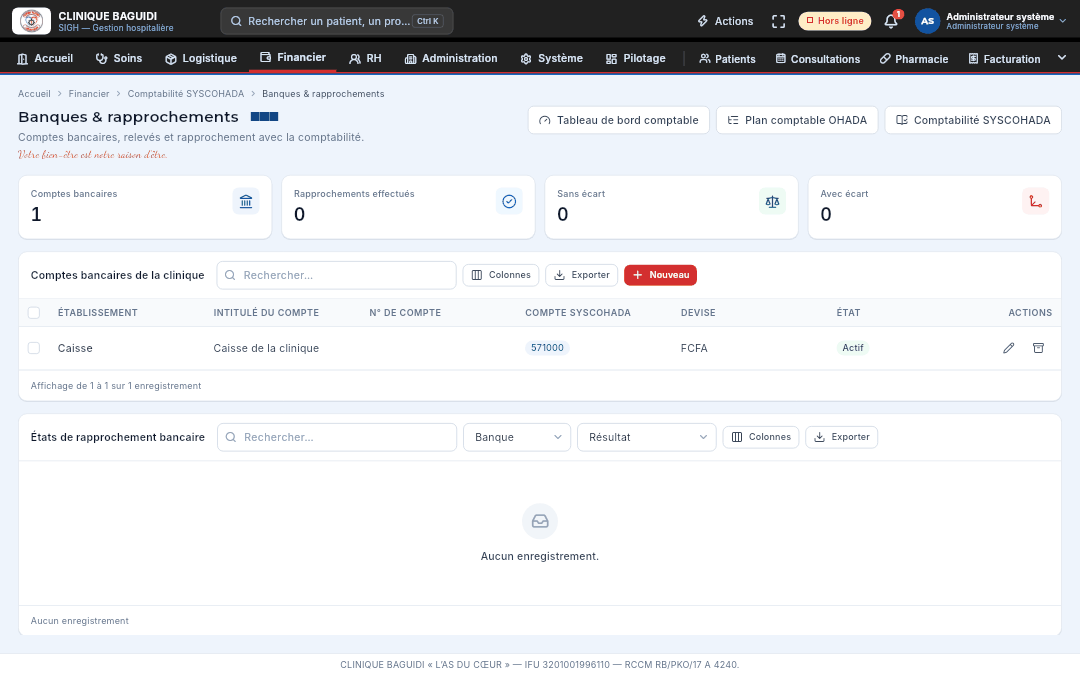 CLINIQUE BAGUIDI
SIGH — Gestion hospitalière
Rechercher un patient, un pro... Ctrl K
Actions
Hors ligne
1
AS
Administrateur système
Administrateur système
Accueil Soins Logistique Financier RH Administration Système Pilotage Patients Consultations Pharmacie Facturation
Accueil > Financier > Comptabilité SYSCOHADA > Banques & rapprochements
Banques & rapprochements
Comptes bancaires, relevés et rapprochement avec la comptabilité.
Votre bien-être est notre raison d'être.
Tableau de bord comptable
Plan comptable OHADA
Comptabilité SYSCOHADA
Comptes bancaires
1
Rapprochements effectués
0
Sans écart
0
Avec écart
0
Comptes bancaires de la clinique
Rechercher...
Colonnes
Exporter
Nouveau
ÉTABLISSEMENT INTITULÉ DU COMPTE N° DE COMPTE COMPTE SYSCOHADA DEVISE ÉTAT ACTIONS
Caisse Caisse de la clinique 571000 FCFA Actif
Affichage de 1 à 1 sur 1 enregistrement
États de rapprochement bancaire
Rechercher...
Banque
Résultat
Colonnes
Exporter
Aucun enregistrement.
Aucun enregistrement
CLINIQUE BAGUIDI « L'AS DU CŒUR » — IFU 3201001996110 — RCCM RB/PKO/17 A 4240.